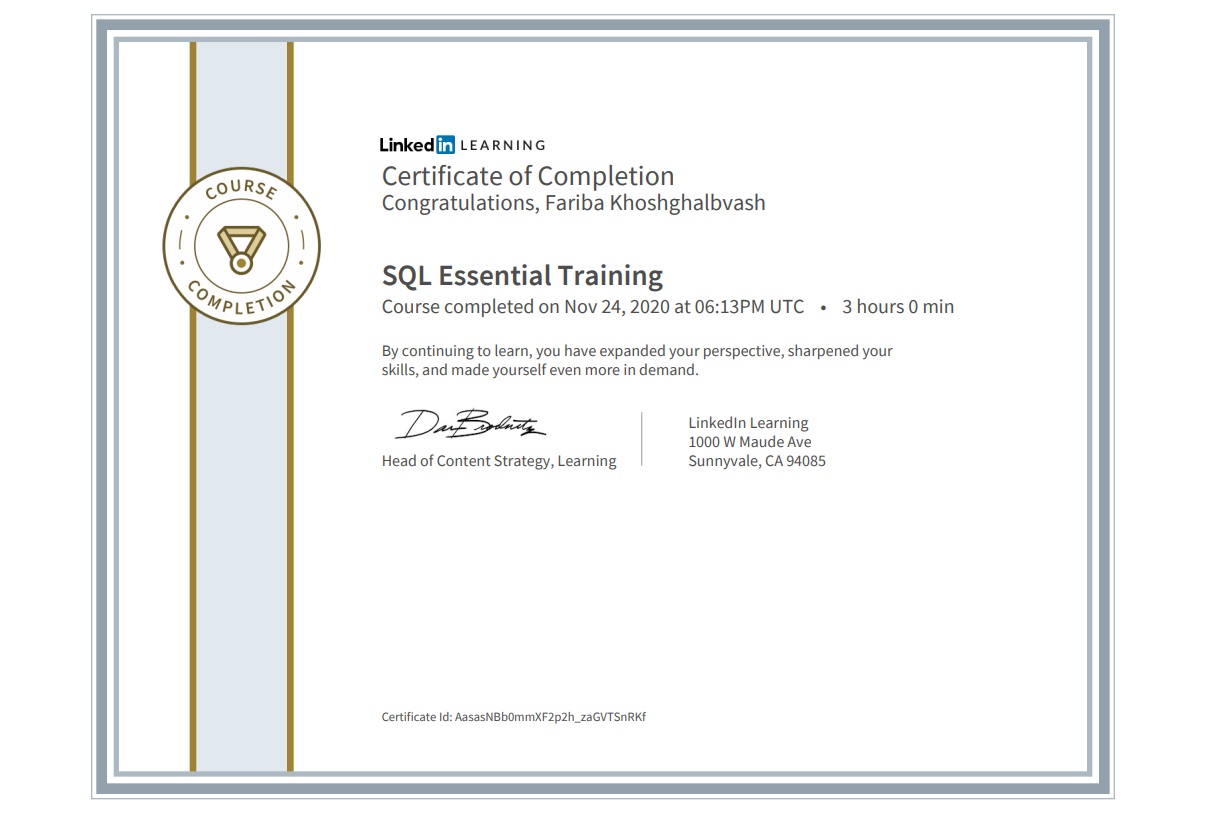 COURSE
COMPLETION
Linked in LEARNING
Certificate of Completion
Congratulations, Fariba Khoshghalbvash
SQL Essential Training
Course completed on Nov 24, 2020 at 06:13PM UTC • 3 hours 0 min
By continuing to learn, you have expanded your perspective, sharpened your
skills, and made yourself even more in demand.
Head of Content Strategy, Learning
LinkedIn Learning
1000 W Maude Ave
Sunnyvale, CA 94085
Certificate Id: AasasNBb0mmXF2p2h_zaGVTSnRKf